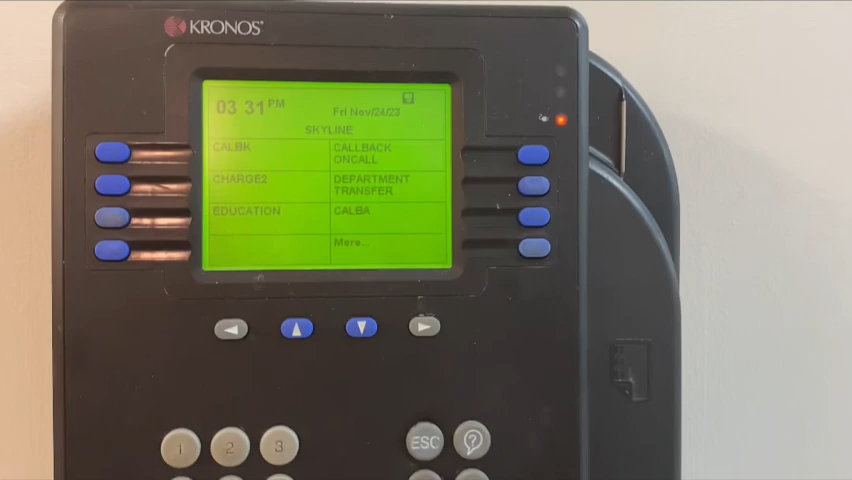 KRONOS
03 31 PM
Fri Nov/24/23
SKYLINE
CALBK
CALLBACK
ONCALL
CHARGE2
DEPARTMENT
TRANSFER
EDUCATION
CALBA
More...
1
2
3
ESC
?